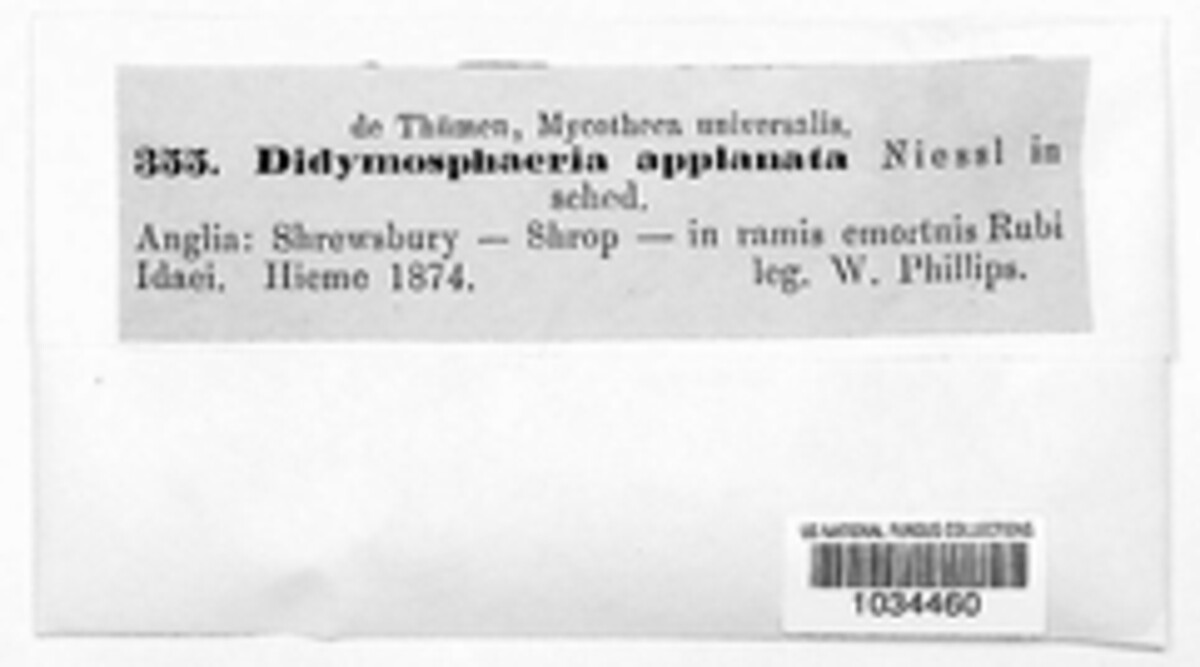 de Thümen, Mycotheca universalis.
355. Didymosphaeria applanata Niessl in
sched.
Anglia: Shrewsbury — Shrop — in ramis emortuis Rubi
Idaei. Hieme 1874. leg. W. Phillips.
US NATIONAL FUNGUS COLLECTIONS
1034460